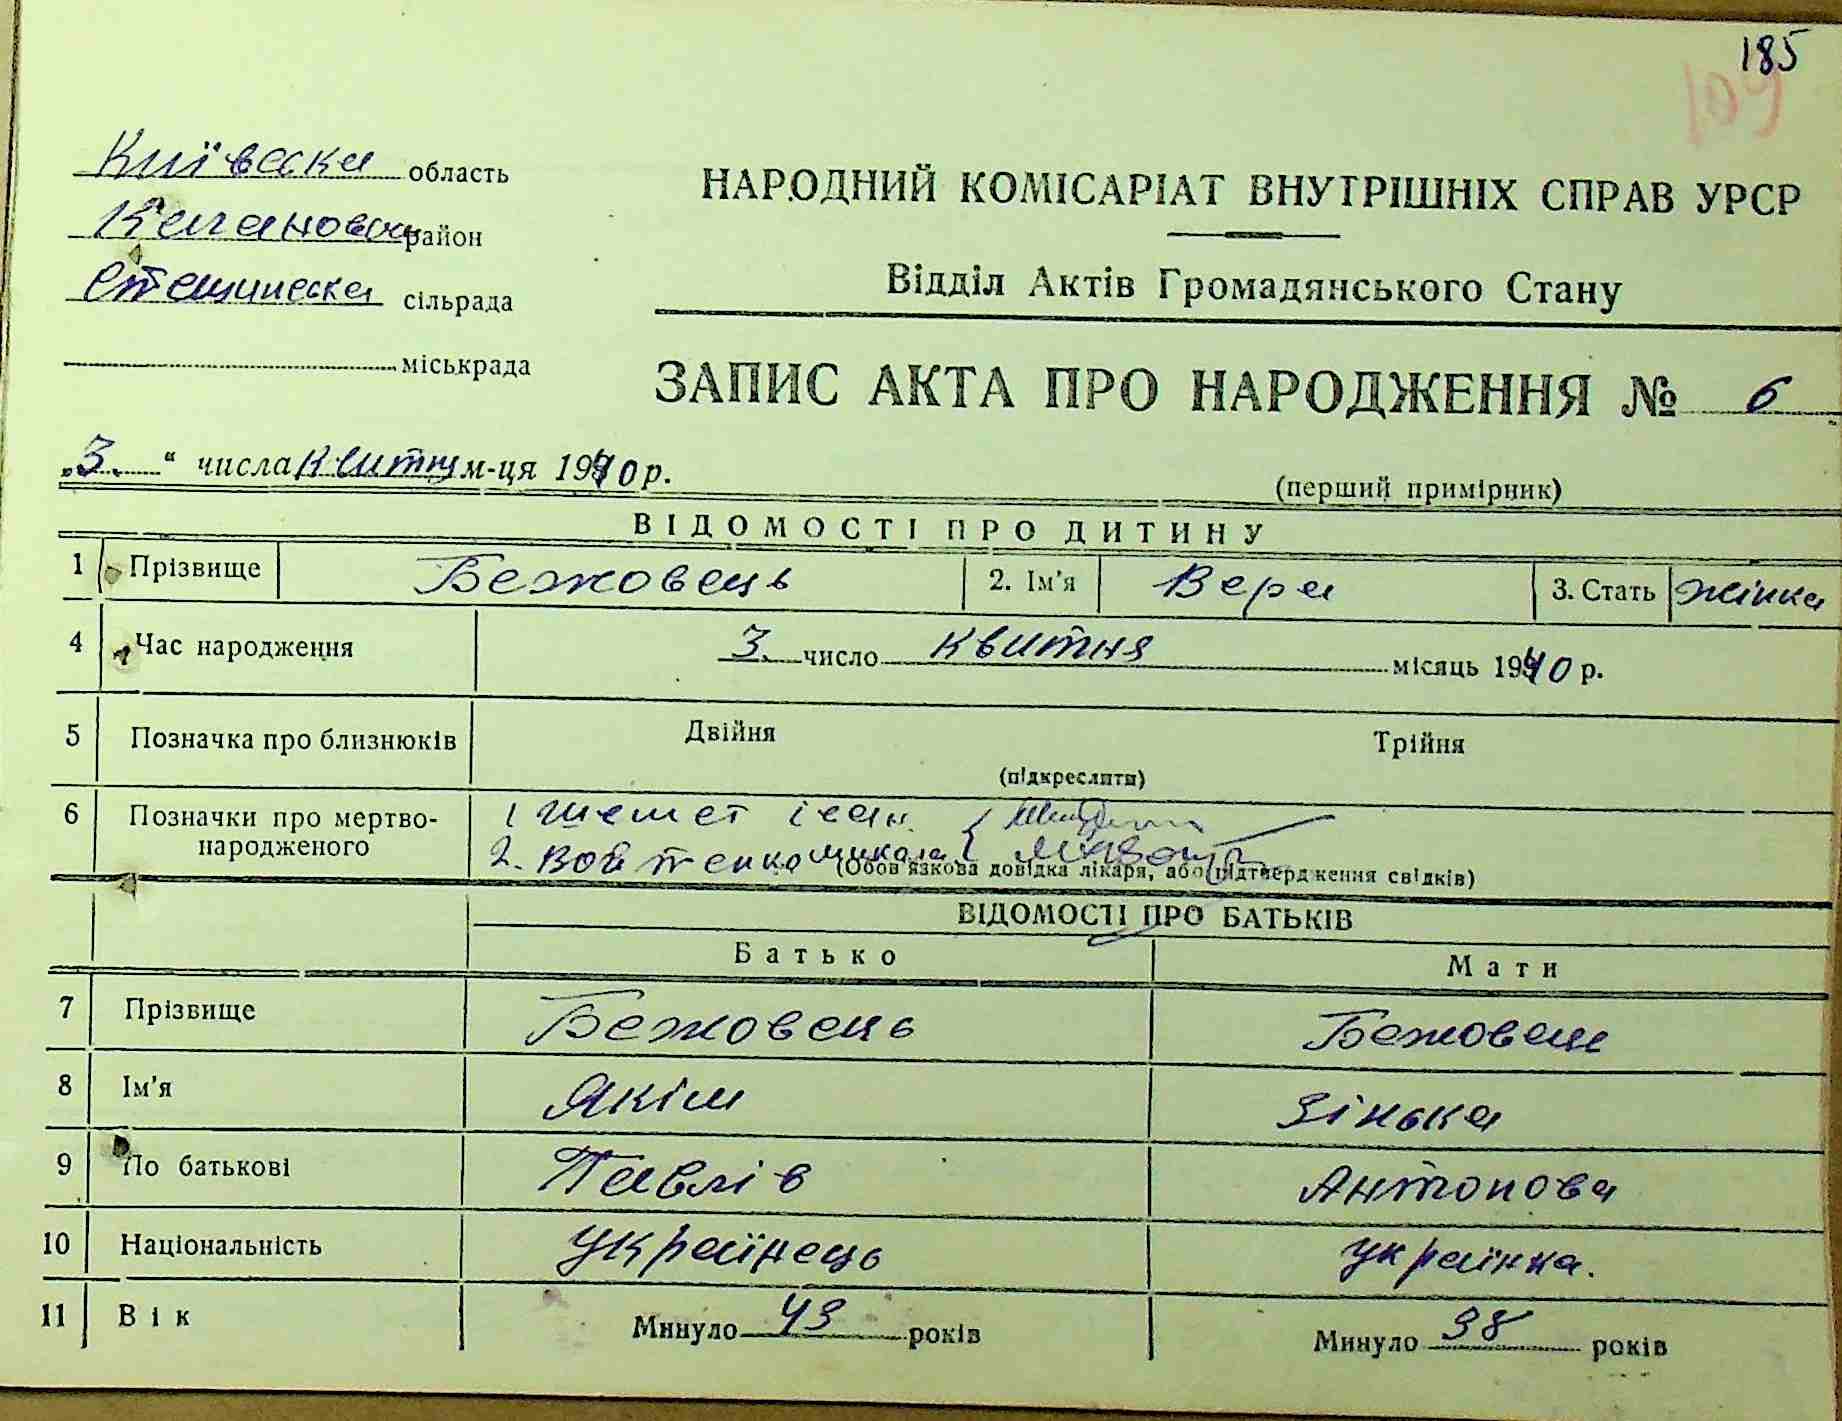 185
109
Київська область
Кагановський район
Стещинська сільрада
міськрада
НАРОДНИЙ КОМІСАРІАТ ВНУТРІШНІХ СПРАВ УРСР
Відділ Актів Громадянського Стану
ЗАПИС АКТА ПРО НАРОДЖЕННЯ № 6
„3." числа квітня м-ця 1940 р.
(перший примірник)
ВІДОМОСТІ ПРО ДИТИНУ
1 Прізвище Бежовець 2. Ім'я Вера 3. Стать жінка
4 Час народження 3. число квитня місяць 1940 р.
5 Позначка про близнюків Двійня Трійня
(підкреслити)
6 Позначки про мертво-народженого 1 Шемет Іван
2. Войтенко Микола
(Обов'язкова довідка лікаря, або підтвердження свідків)
ВІДОМОСТІ ПРО БАТЬКІВ
Батько Мати
7 Прізвище Бежовець Бежовець
8 Ім'я Якім Зінька
9 По батькові Павлів Антонова
10 Національність українець українка.
11 Вік Минуло 43 років Минуло 38 років